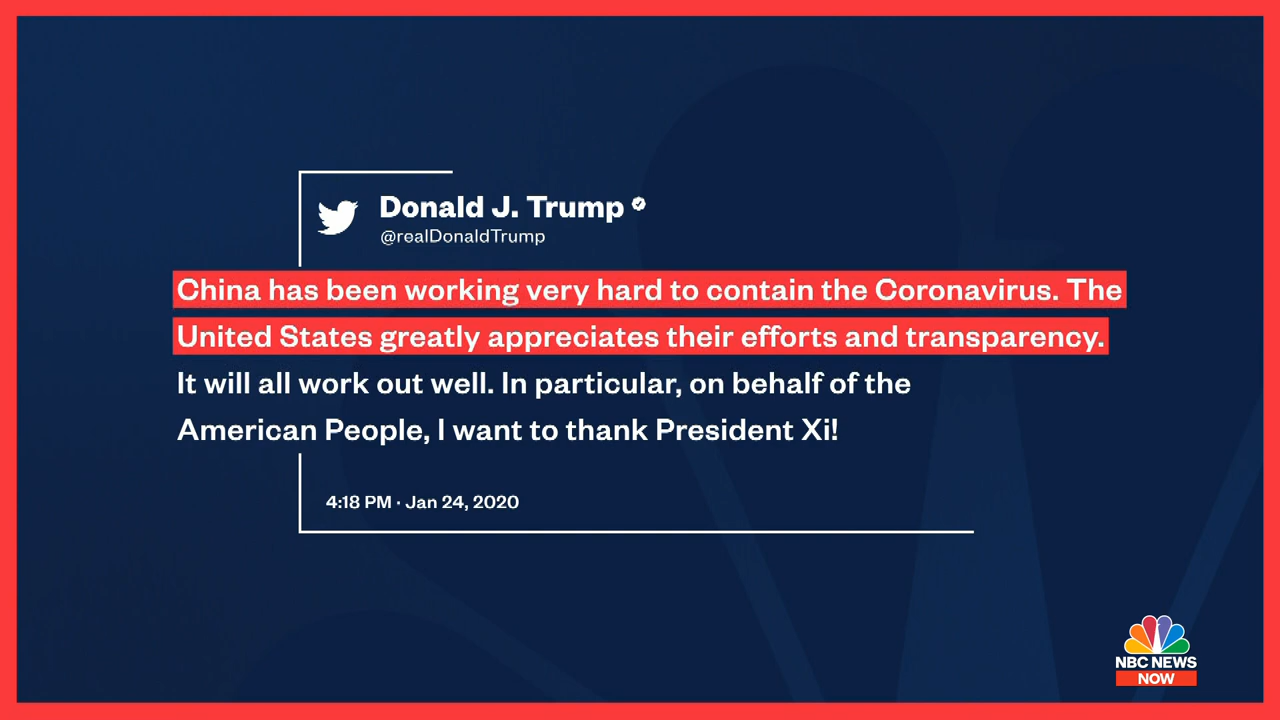 Donald J. Trump
@realDonaldTrump
China has been working very hard to contain the Coronavirus. The
United States greatly appreciates their efforts and transparency.
It will all work out well. In particular, on behalf of the
American People, I want to thank President Xi!
4:18 PM · Jan 24, 2020
NBC NEWS
NOW